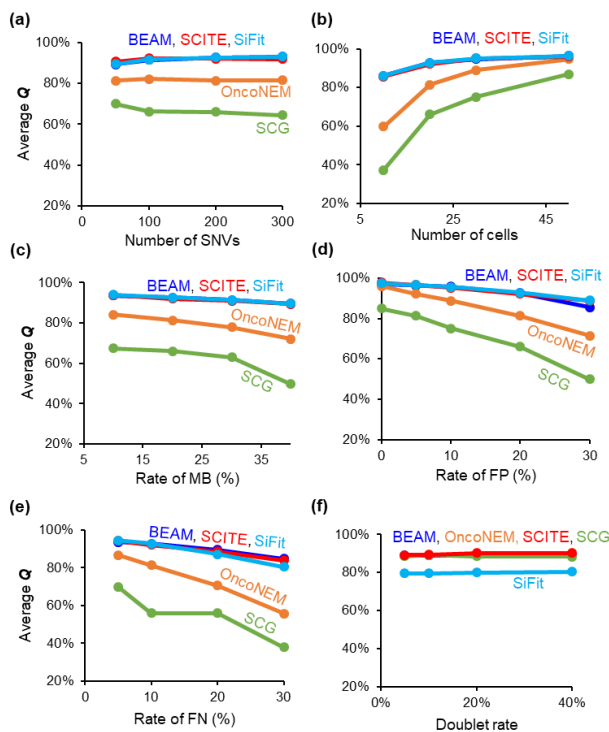 (a)
100%
80%
60%
40%
20%
Average Q
BEAM, SCITE, SiFit
OncoNEM
SCG
0 100 200 300
Number of SNVs
(b)
100%
80%
60%
40%
20%
BEAM, SCITE, SiFit
OncoNEM
SCG
5 25 45
Number of cells
(c)
100%
80%
60%
40%
20%
Average Q
BEAM, SCITE, SiFit
OncoNEM
SCG
5 15 25 35
Rate of MB (%)
(d)
100%
80%
60%
40%
20%
BEAM, SCITE, SiFit
OncoNEM
SCG
0 10 20 30
Rate of FP (%)
(e)
100%
80%
60%
40%
20%
Average Q
BEAM, SCITE, SiFit
OncoNEM
SCG
0 10 20 30
Rate of FN (%)
(f)
100%
80%
60%
40%
20%
BEAM, OncoNEM, SCITE, SCG
SiFit
0% 20% 40%
Doublet rate